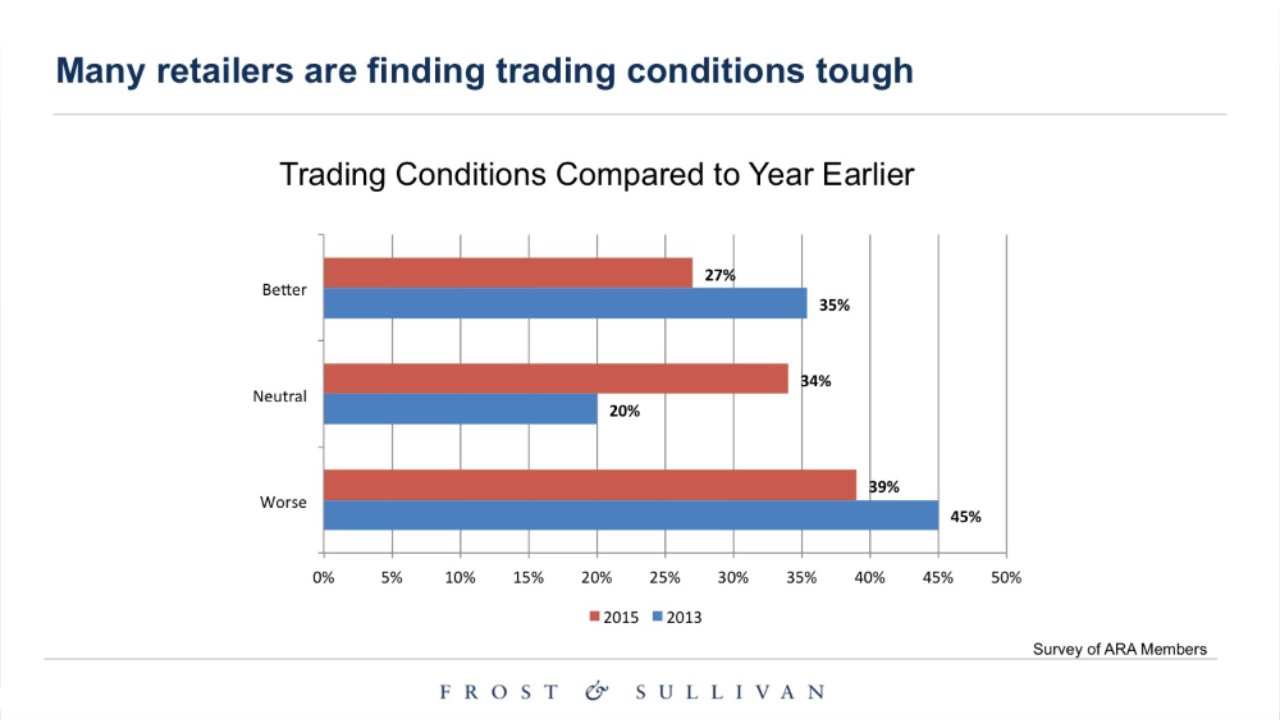 Many retailers are finding trading conditions tough
Trading Conditions Compared to Year Earlier
Better
27%
35%
Neutral
34%
20%
Worse
39%
45%
0% 5% 10% 15% 20% 25% 30% 35% 40% 45% 50%
2015 2013
Survey of ARA Members
FROST & SULLIVAN